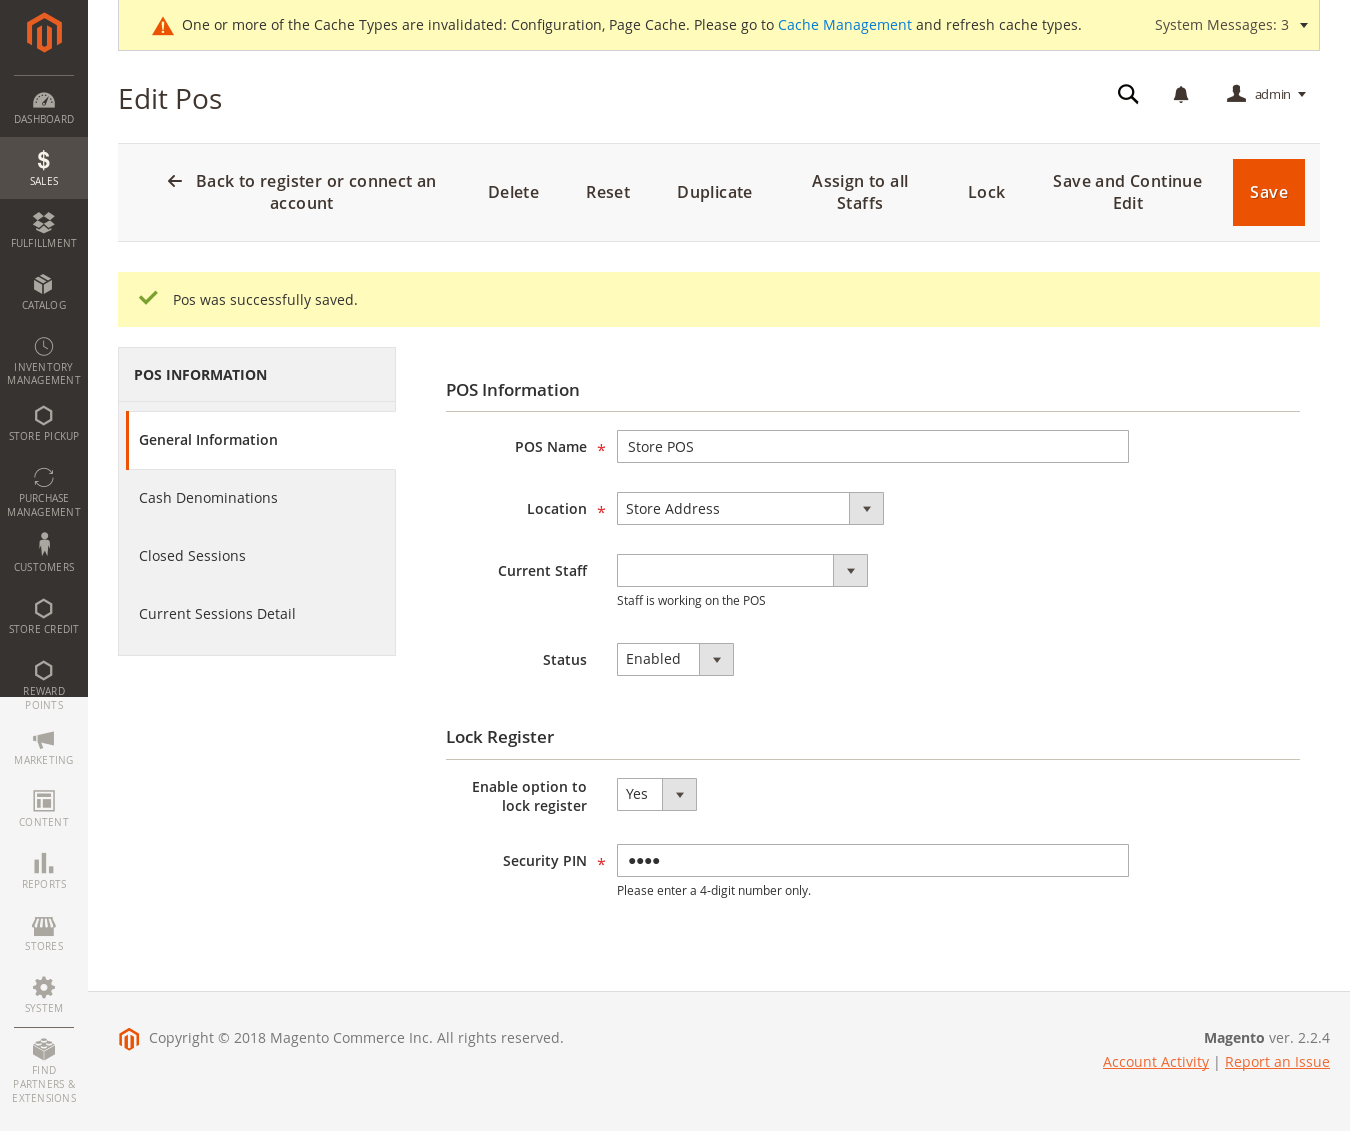 One or more of the Cache Types are invalidated: Configuration, Page Cache. Please go to Cache Management and refresh cache types.
System Messages: 3
Edit Pos
admin
Back to register or connect an
account
Delete
Reset
Duplicate
Assign to all
Staffs
Lock
Save and Continue
Edit
Save
Pos was successfully saved.
DASHBOARD
SALES
FULFILLMENT
CATALOG
INVENTORY
MANAGEMENT
STORE PICKUP
PURCHASE
MANAGEMENT
CUSTOMERS
STORE CREDIT
REWARD
POINTS
MARKETING
CONTENT
REPORTS
STORES
SYSTEM
FIND
PARTNERS &
EXTENSIONS
POS INFORMATION
General Information
Cash Denominations
Closed Sessions
Current Sessions Detail
POS Information
POS Name * Store POS
Location * Store Address
Current Staff
Staff is working on the POS
Status Enabled
Lock Register
Enable option to
lock register
Yes
Security PIN * ●●●●
Please enter a 4-digit number only.
Copyright © 2018 Magento Commerce Inc. All rights reserved.
Magento ver. 2.2.4
Account Activity | Report an Issue